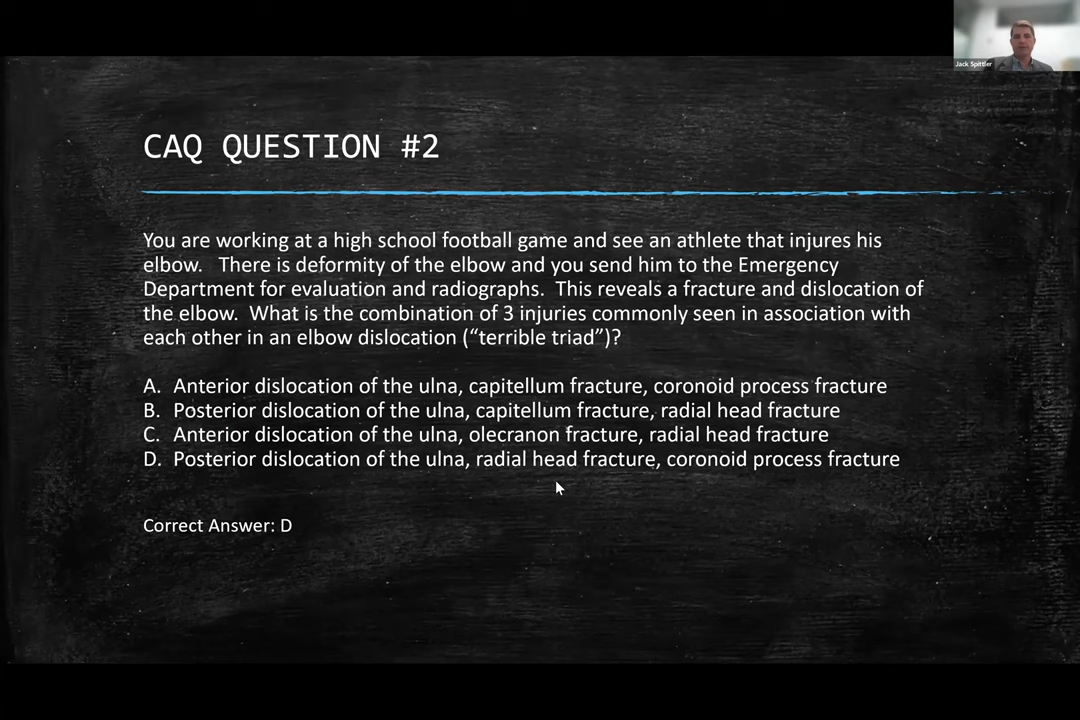 Jack Spittler
CAQ QUESTION #2
You are working at a high school football game and see an athlete that injures his
elbow. There is deformity of the elbow and you send him to the Emergency
Department for evaluation and radiographs. This reveals a fracture and dislocation of
the elbow. What is the combination of 3 injuries commonly seen in association with
each other in an elbow dislocation (“terrible triad”)?
A. Anterior dislocation of the ulna, capitellum fracture, coronoid process fracture
B. Posterior dislocation of the ulna, capitellum fracture, radial head fracture
C. Anterior dislocation of the ulna, olecranon fracture, radial head fracture
D. Posterior dislocation of the ulna, radial head fracture, coronoid process fracture
Correct Answer: D